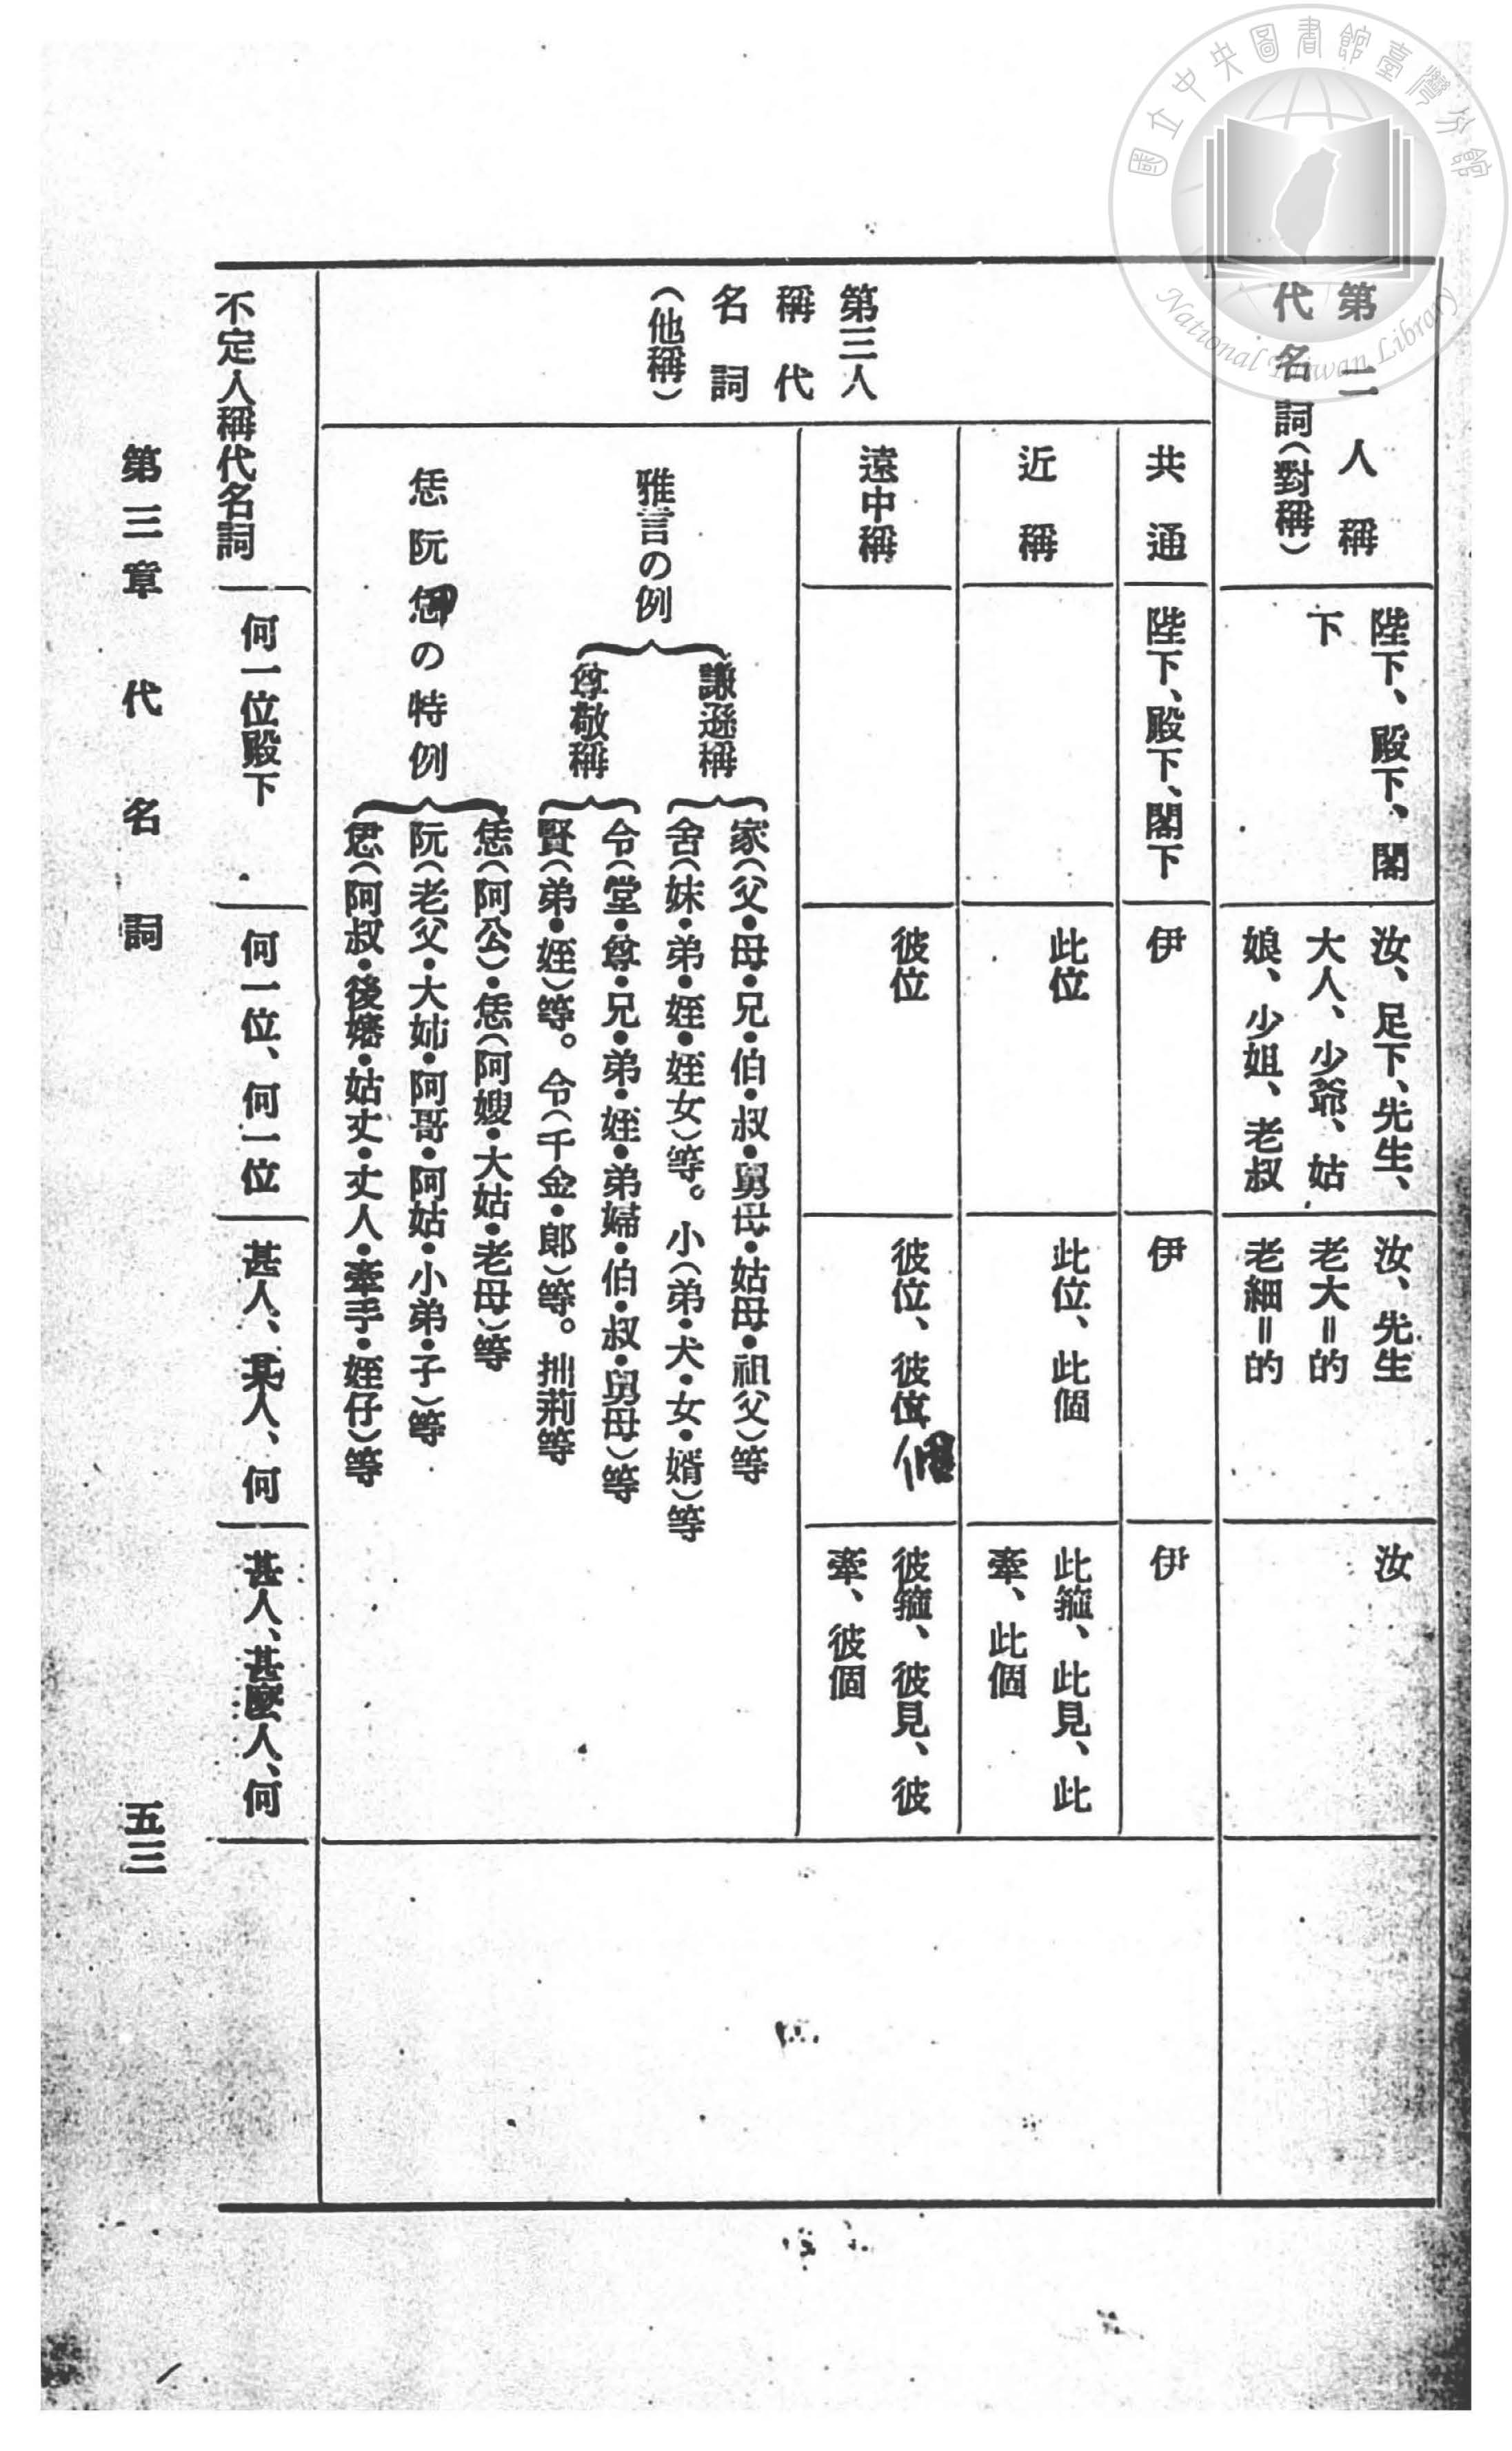 國立中央圖書館臺灣分館
National Taiwan Library
第二人稱
代名詞(對稱)
陛下、殿下、閣
下
汝、足下、先生、
大人、少爺、姑
娘、少姐、老叔
汝、先生
老大=的
老細=的
汝
第三人
稱代
名詞
(他稱)
共通
陛下、殿下、閣下
伊
伊
伊
近稱
此位
此位、此個
此箍、此見、此
牽、此個
遠中稱
彼位
彼位、彼個
彼箍、彼見、彼
牽、彼個
雅言の例
謙遜稱
家(父・母・兄・伯・叔・舅母・姑母・祖父)等
舍(妹・弟・姪・姪女)等。小(弟・犬・女・婿)等
尊敬稱
令(堂・尊・兄・弟・姪・弟婦・伯・叔・舅母)等
賢(弟・姪)等。令(千金・郎)等。拙荊等
恁阮の特例
恁(阿公)・恁(阿嫂・大姑・老母)等
阮(老父・大姉・阿哥・阿姑・小弟・子)等
(阿叔・後嬸・姑丈・丈人・牽手・姪仔)等
不定人稱代名詞
何一位殿下
何一位、何一位
甚人、某人、何
甚人、甚麼人、何
第三章 代名詞
五三